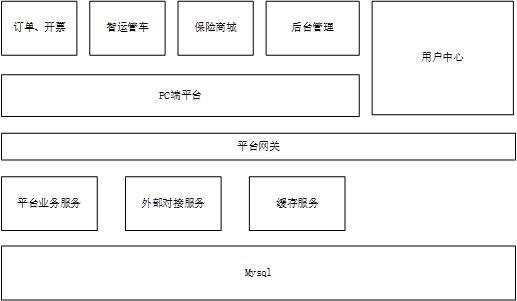 订单、开票
智运管车
保险商城
后台管理
用户中心
PC端平台
平台网关
平台业务服务
外部对接服务
缓存服务
Mysql